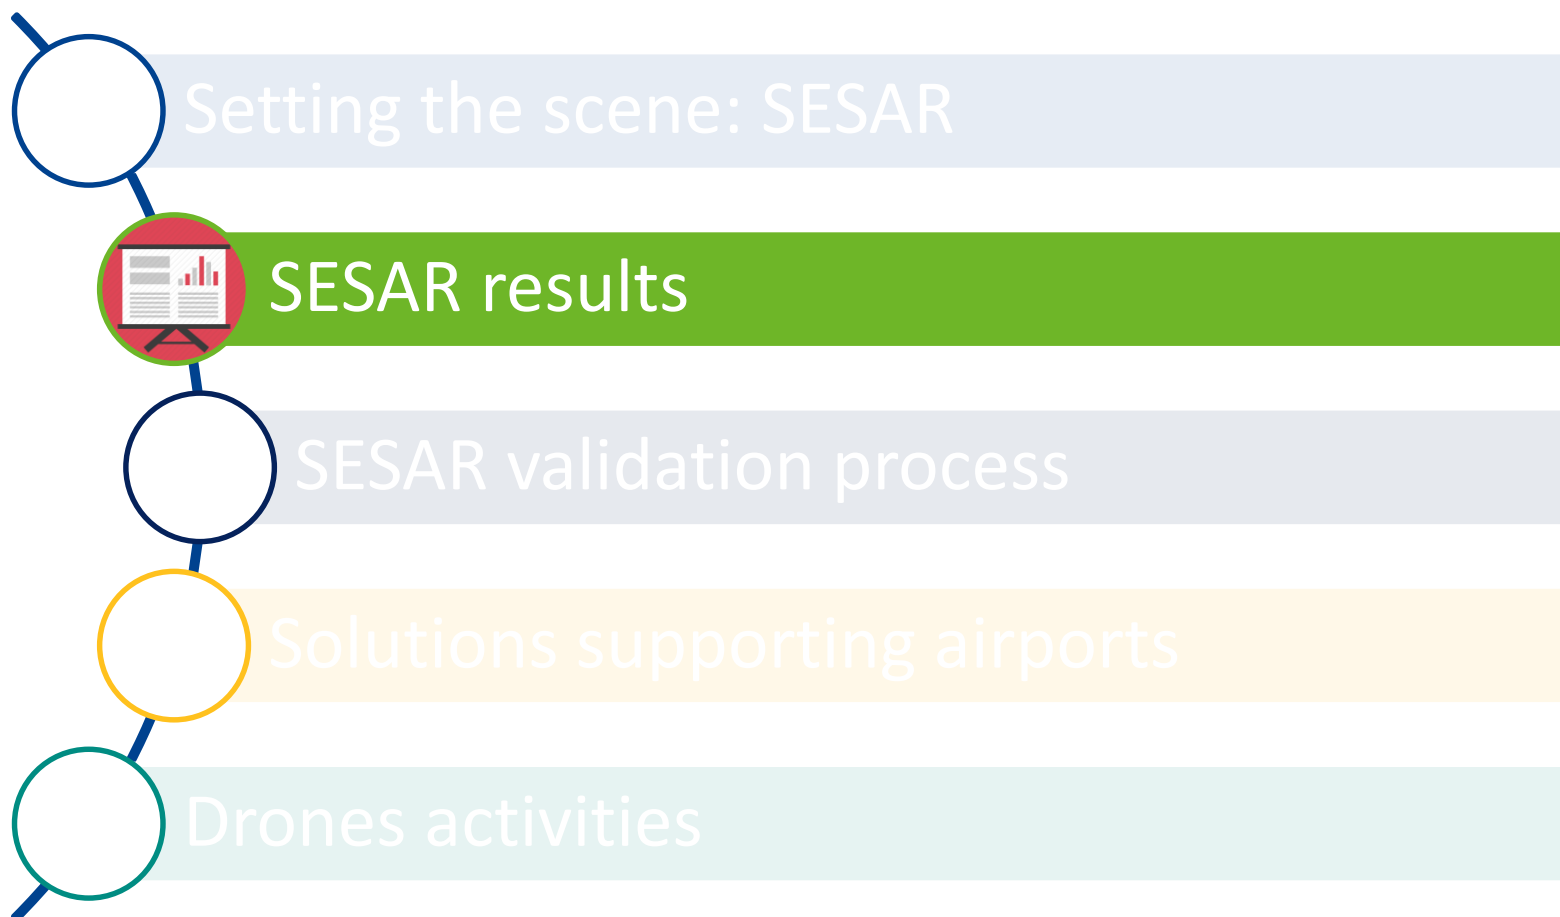 Setting the scene: SESAR
SESAR results
SESAR validation process
Solutions supporting airports
Drones activities